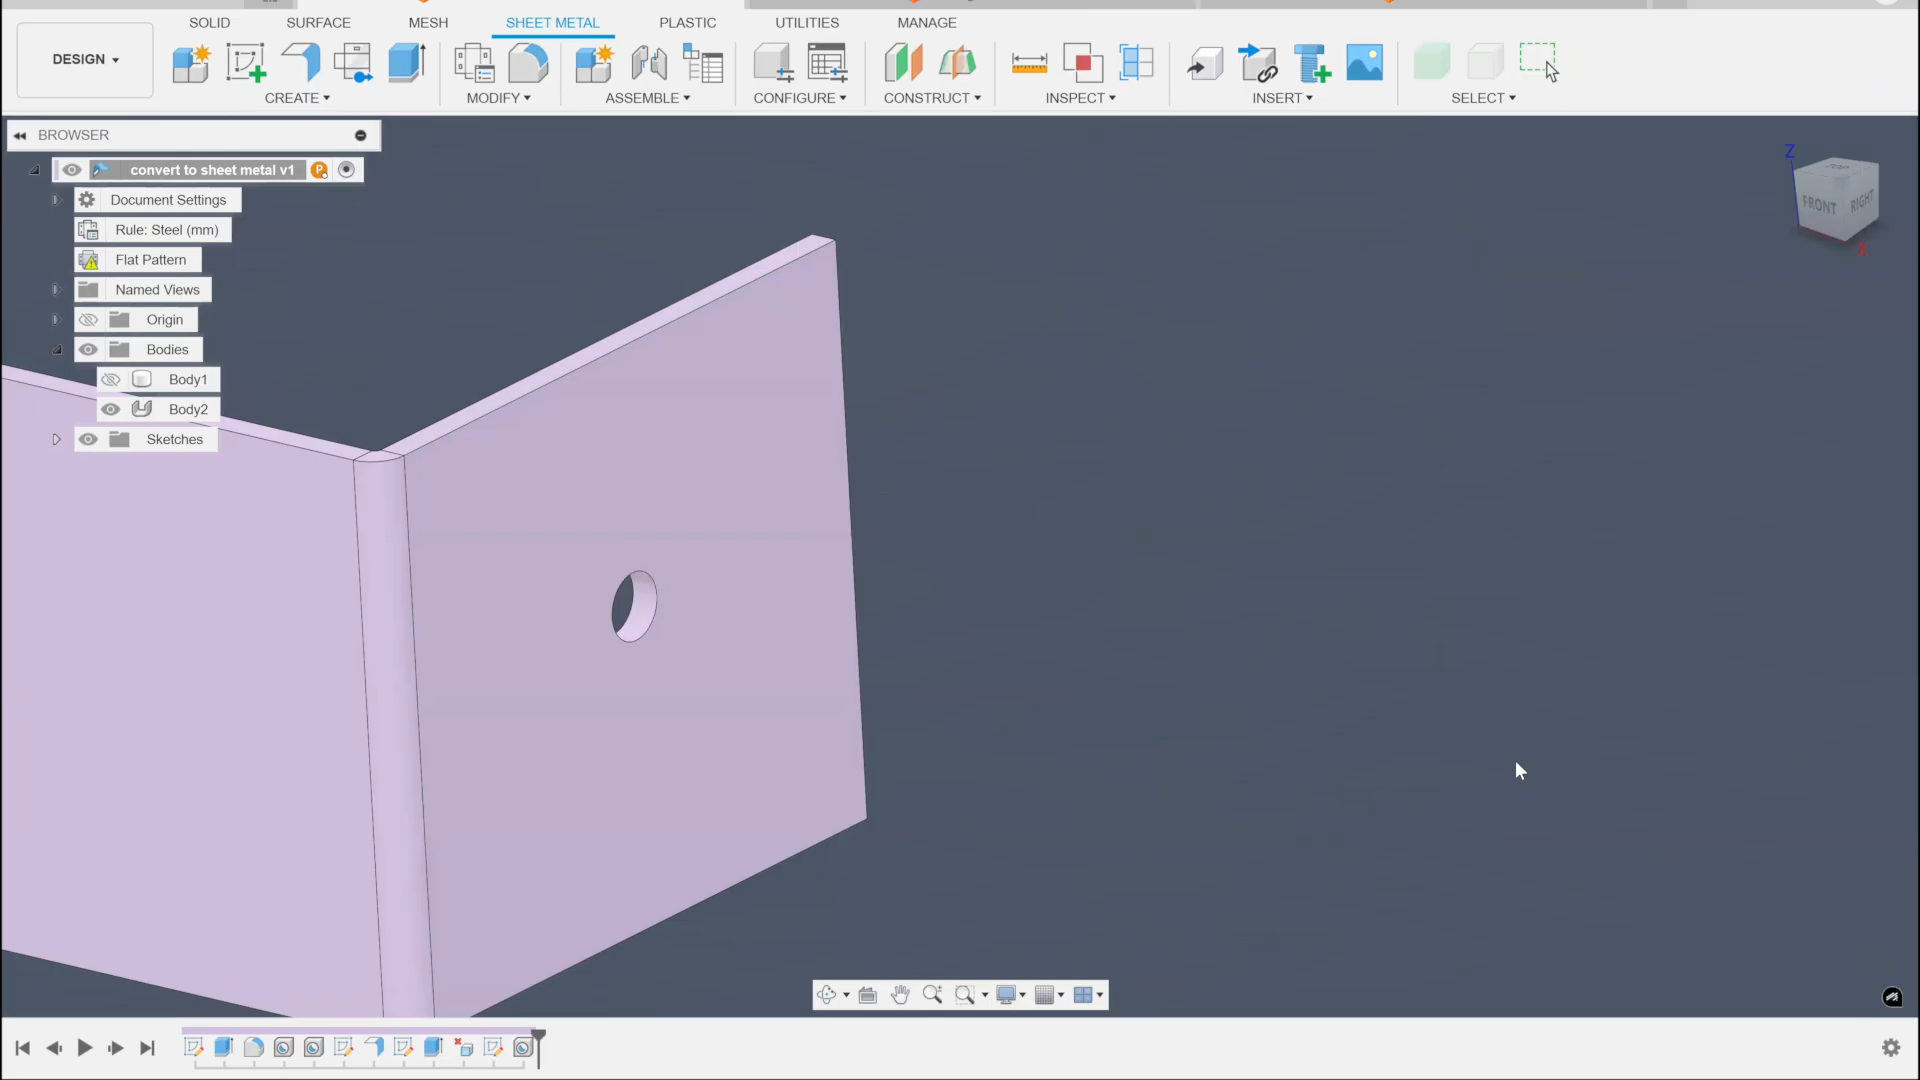 SOLID SURFACE MESH SHEET METAL PLASTIC UTILITIES MANAGE
DESIGN
CREATE MODIFY ASSEMBLE CONFIGURE CONSTRUCT INSPECT INSERT SELECT
BROWSER
convert to sheet metal v1 P
Document Settings
Rule: Steel (mm)
Flat Pattern
Named Views
Origin
Bodies
Body1
Body2
Sketches
Z
TOP
FRONT RIGHT
X